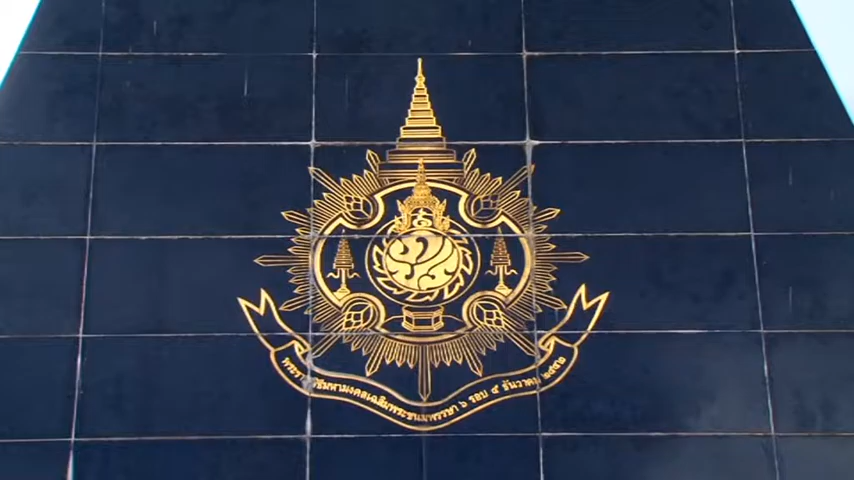 ๙
พระราชพิธีมหามงคลเฉลิมพระชนมพรรษา ๖ รอบ ๕ ธันวาคม ๒๕๔๒